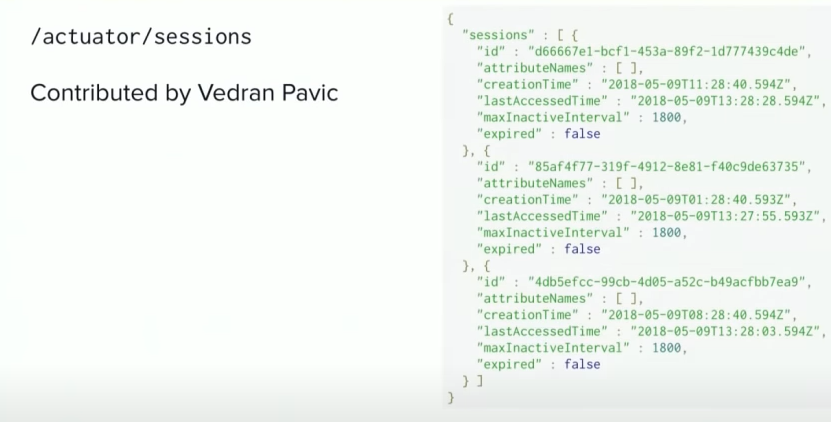 /actuator/sessions
Contributed by Vedran Pavic
{
"sessions" : [ {
"id" : "d66667e1-bcf1-453a-89f2-1d777439c4de",
"attributeNames" : [ ],
"creationTime" : "2018-05-09T11:28:40.594Z",
"lastAccessedTime" : "2018-05-09T13:28:28.594Z",
"maxInactiveInterval" : 1800,
"expired" : false
}, {
"id" : "85af4f77-319f-4912-8e81-f40c9de63735",
"attributeNames" : [ ],
"creationTime" : "2018-05-09T01:28:40.593Z",
"lastAccessedTime" : "2018-05-09T13:27:55.593Z",
"maxInactiveInterval" : 1800,
"expired" : false
}, {
"id" : "4db5efcc-99cb-4d05-a52c-b49acfbb7ea9",
"attributeNames" : [ ],
"creationTime" : "2018-05-09T08:28:40.594Z",
"lastAccessedTime" : "2018-05-09T13:28:03.594Z",
"maxInactiveInterval" : 1800,
"expired" : false
} ]
}